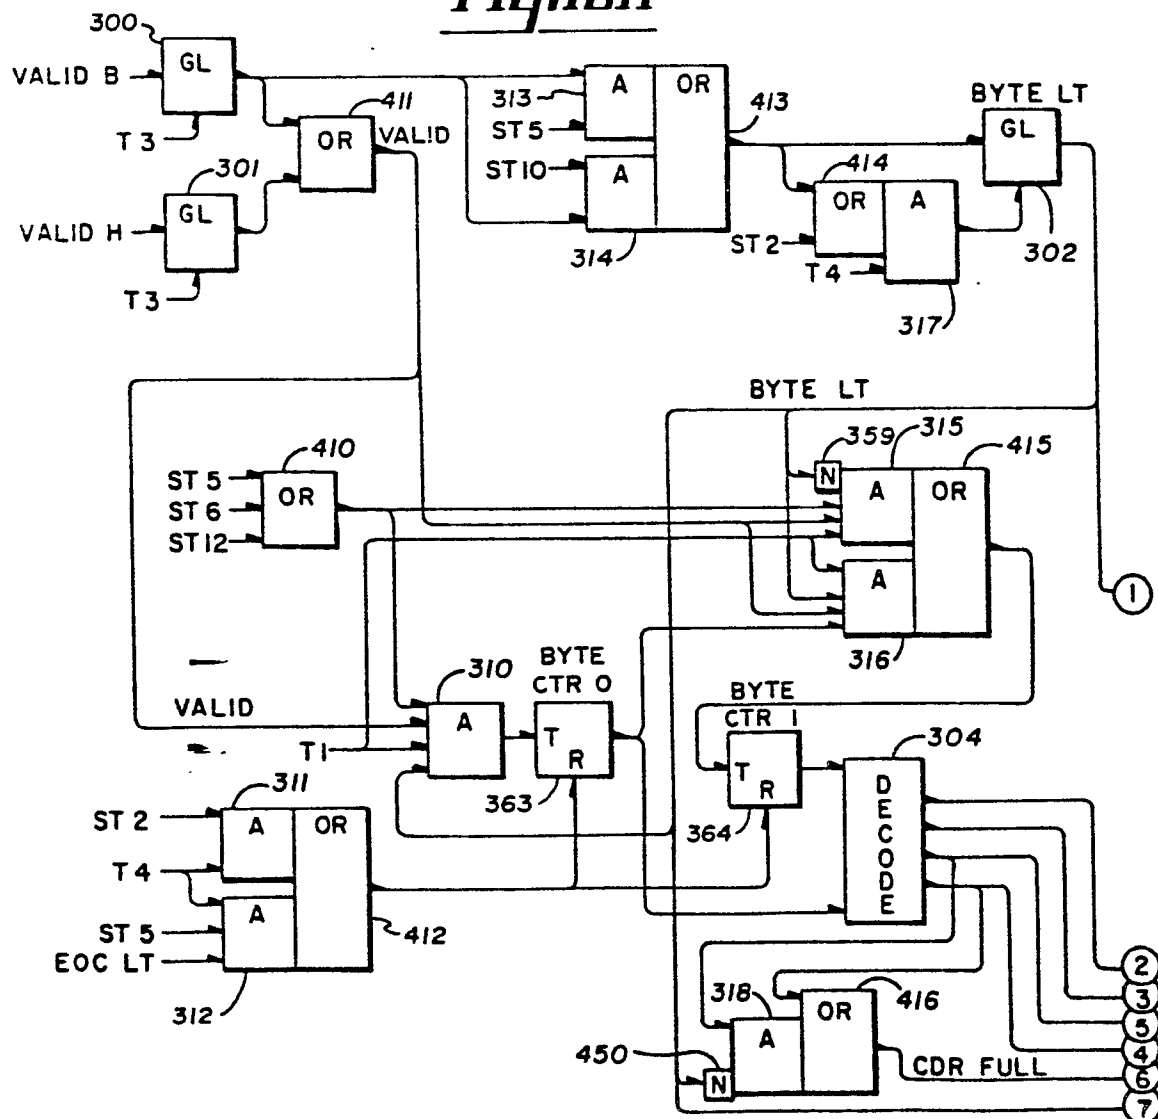 300
VALID B
GL
T3
411
OR
VALID
301
GL
VALID H
T3
313
A
OR
ST5
ST10
A
314
413
BYTE LT
GL
302
414
OR
A
ST2
T4
317
BYTE LT
359
N
315
415
A
OR
A
316
1
410
ST5
ST6
ST12
OR
VALID
310
A
T1
BYTE
CTR 0
T
R
363
BYTE
CTR 1
T
R
364
304
DECODE
311
ST2
A
OR
T4
A
ST5
EOC LT
412
312
318
416
OR
A
450
N
CDR FULL
2
3
5
4
6
7